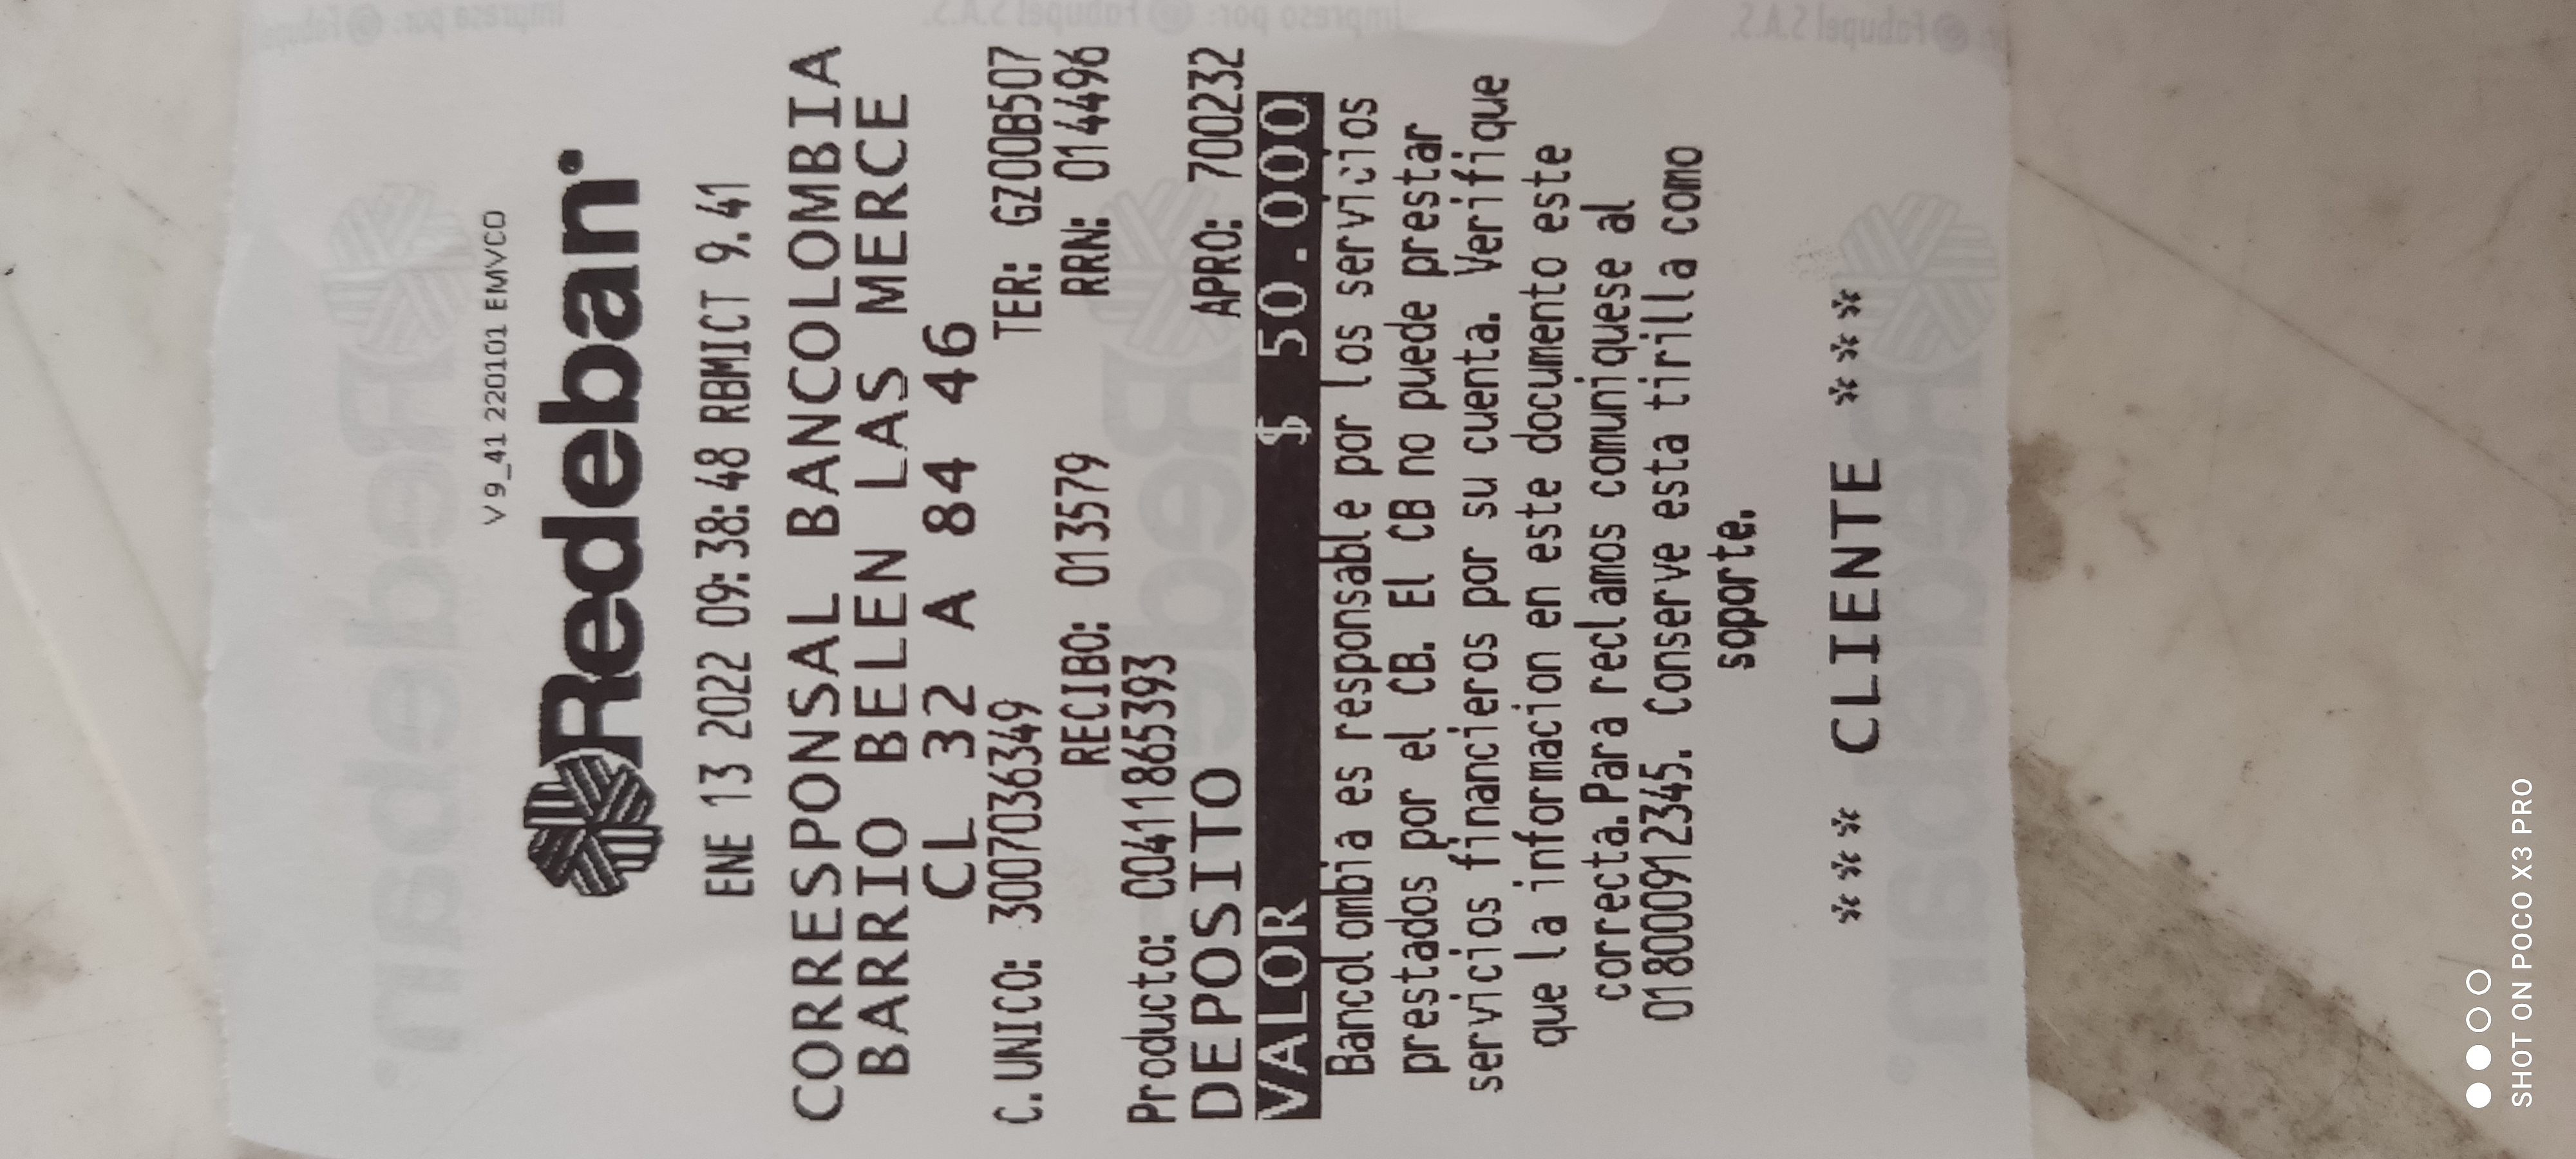 V 9_41 220101 EMVCO
Redeban
ENE 13 2022 09:38:48 RBMICT 9.41
CORRESPONSAL BANCOLOMBIA
BARRIO BELEN LAS MERCE
CL 32 A 84 46
C.UNICO: 3007036349 TER: GZ00B507
RECIBO: 013579 RRN: 014496
Producto: 00411865393
DEPOSITO APRO: 700232
VALOR $ 50.000
Bancolombia es responsable por los servicios
prestados por el CB. El CB no puede prestar
servicios financieros por su cuenta. Verifique
que la informacion en este documento este
correcta.Para reclamos comuniquese al
018000912345. Conserve esta tirilla como
soporte.
*** CLIENTE ***
SHOT ON POCO X3 PRO